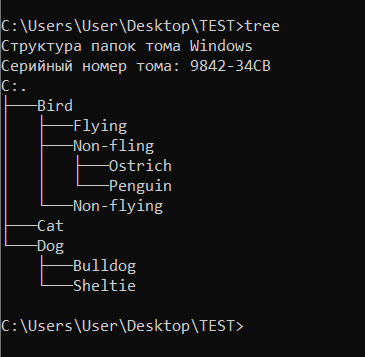 C:\Users\User\Desktop\TEST>tree
Структура папок тома Windows
Серийный номер тома: 9842-34CB
C:.
├───Bird
│   ├───Flying
│   ├───Non-fling
│   │   ├───Ostrich
│   │   └───Penguin
│   └───Non-flying
├───Cat
└───Dog
    ├───Bulldog
    └───Sheltie
C:\Users\User\Desktop\TEST>